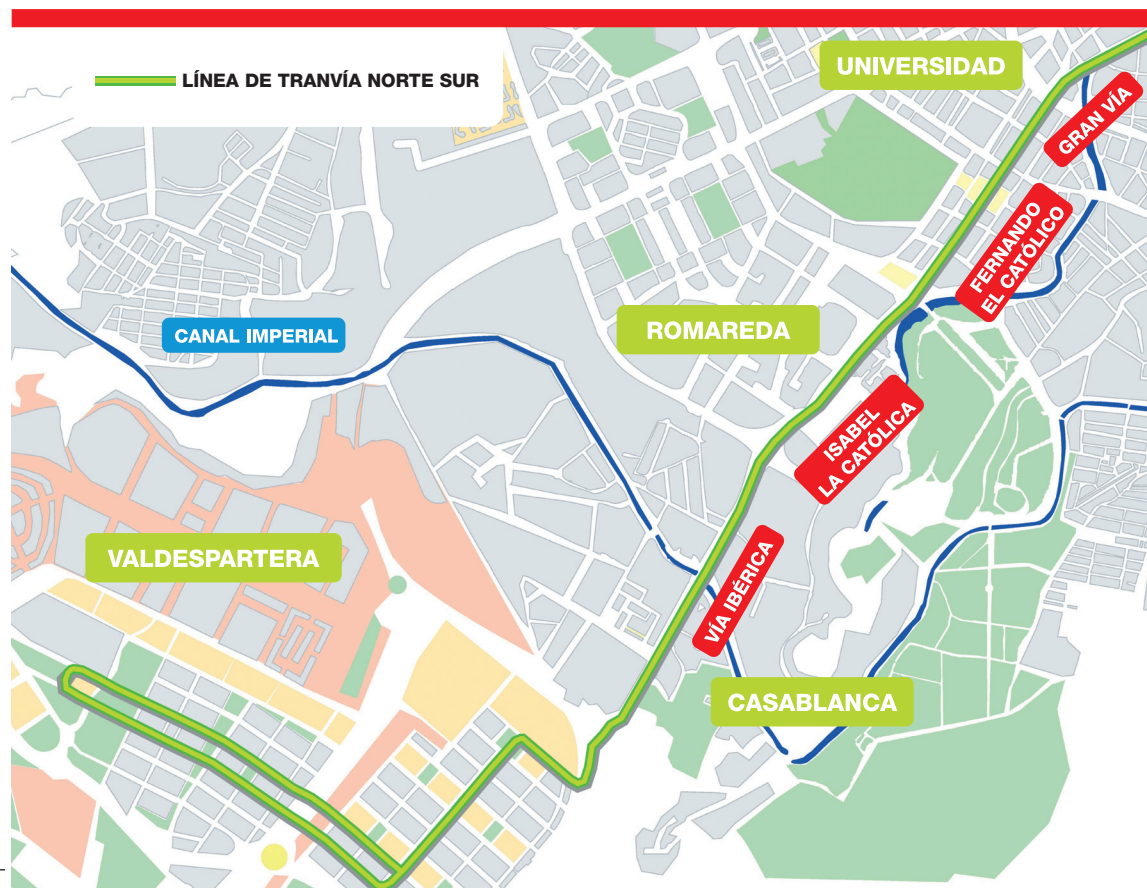 LÍNEA DE TRANVÍA NORTE SUR
UNIVERSIDAD
GRAN VÍA
FERNANDO
EL CATÓLICO
CANAL IMPERIAL
ROMAREDA
ISABEL
LA CATÓLICA
VALDESPARTERA
VÍA IBÉRICA
CASABLANCA